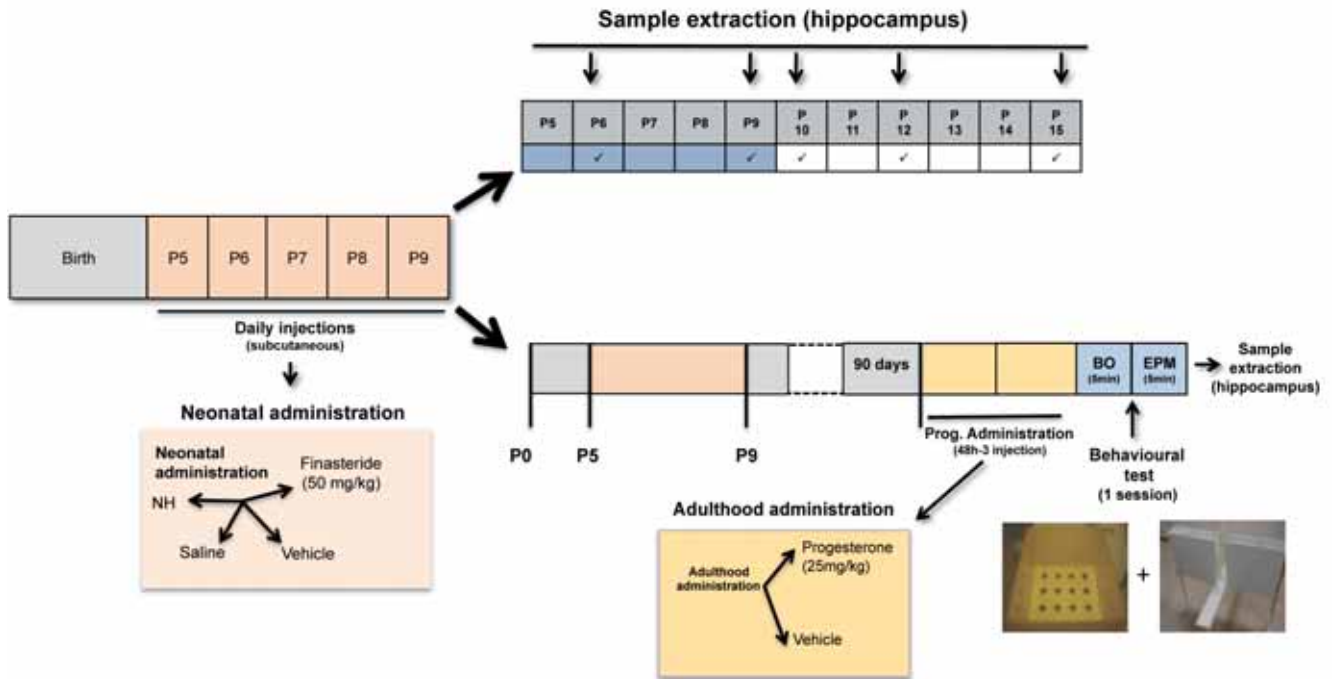 Sample extraction (hippocampus)
P5 P6 P7 P8 P9 P 10 P 11 P 12 P 13 P 14 P 15
✓ ✓ ✓ ✓ ✓
Birth P5 P6 P7 P8 P9
Daily injections
(subcutaneous)
Neonatal administration
Neonatal
administration
Finasteride
(50 mg/kg)
NH
Saline
Vehicle
90 days
BO
(5min)
EPM
(5min)
Sample
extraction
(hippocampus)
P0 P5 P9
Prog. Administration
(48h-3 injection)
Behavioural
test
(1 session)
Adulthood administration
Adulthood
administration
Progesterone
(25mg/kg)
Vehicle
+